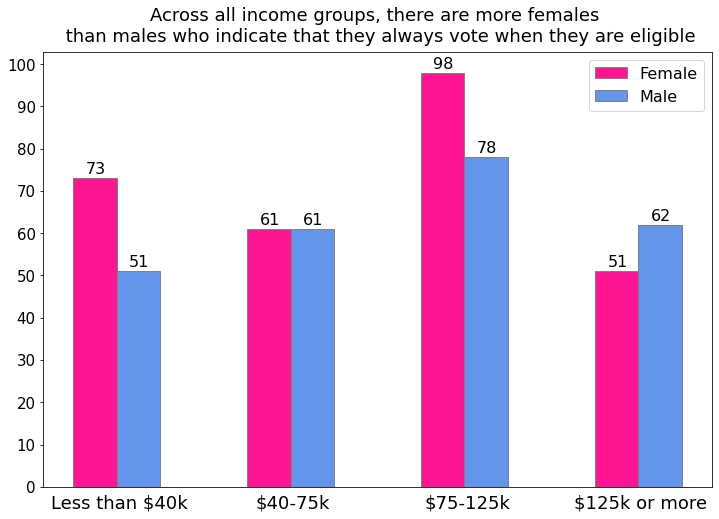 Across all income groups, there are more females
than males who indicate that they always vote when they are eligible
100
90
80
70
60
50
40
30
20
10
0
Female
Male
73
51
61
61
98
78
51
62
Less than $40k
$40-75k
$75-125k
$125k or more